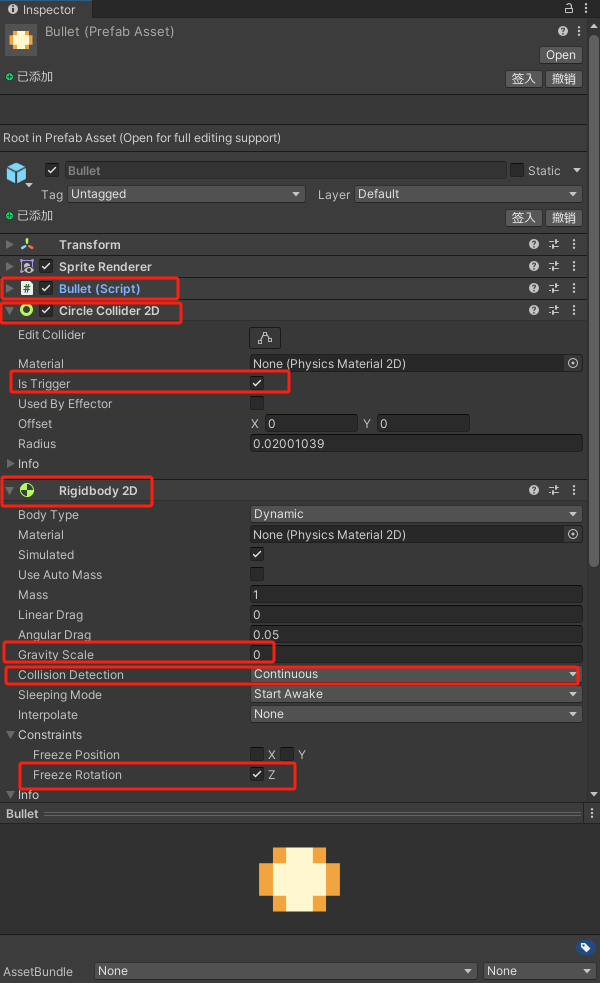 Inspector
Bullet (Prefab Asset)
Open
已添加
签入 撤销
Root in Prefab Asset (Open for full editing support)
Bullet Static
Tag Untagged Layer Default
已添加
签入 撤销
Transform
Sprite Renderer
# Bullet (Script)
Circle Collider 2D
Edit Collider
Material None (Physics Material 2D)
Is Trigger
Used By Effector
Offset X 0 Y 0
Radius 0.02001039
Info
Rigidbody 2D
Body Type Dynamic
Material None (Physics Material 2D)
Simulated
Use Auto Mass
Mass 1
Linear Drag 0
Angular Drag 0.05
Gravity Scale 0
Collision Detection Continuous
Sleeping Mode Start Awake
Interpolate None
Constraints
Freeze Position X Y
Freeze Rotation Z
Info
Bullet
AssetBundle None None